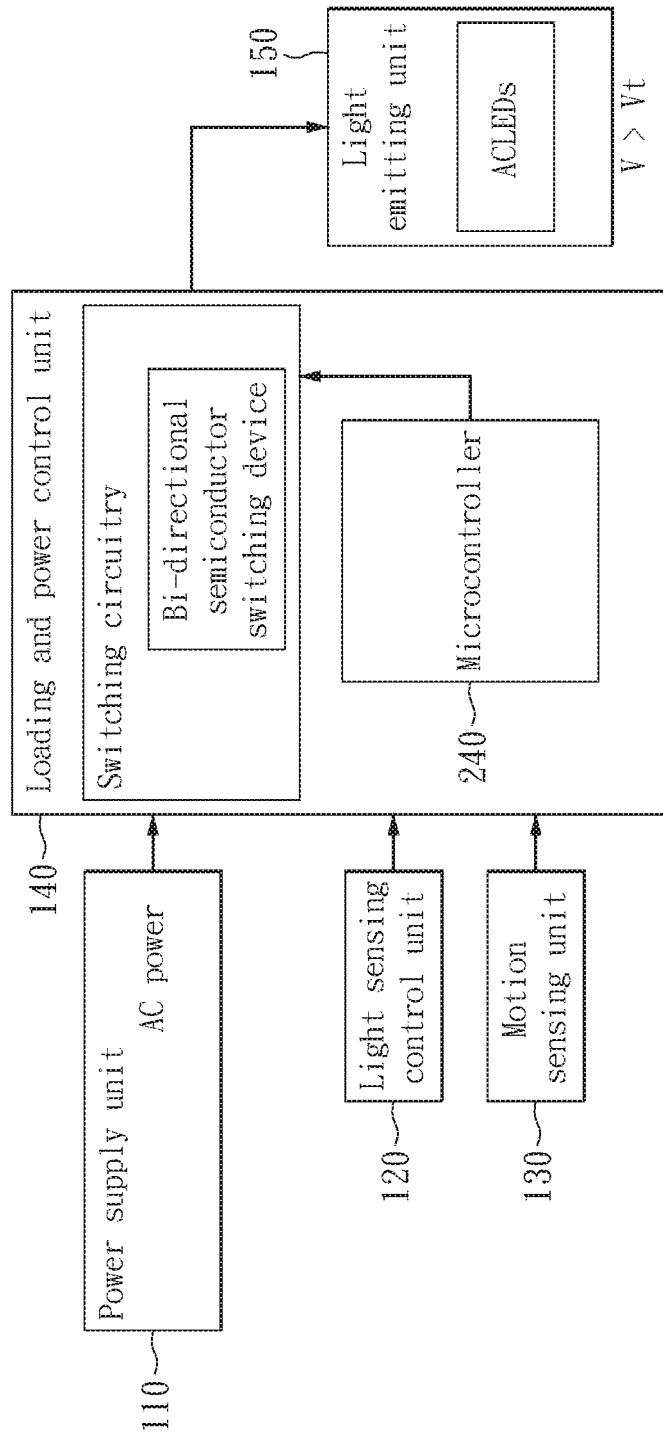 Power supply unit
AC power
110
Light sensing
control unit
120
Motion
sensing unit
130
140
Loading and power control unit
Switching circuitry
Bi-directional
semiconductor
switching device
Microcontroller
240
150
Light
emitting unit
ACLEDs
V > Vt